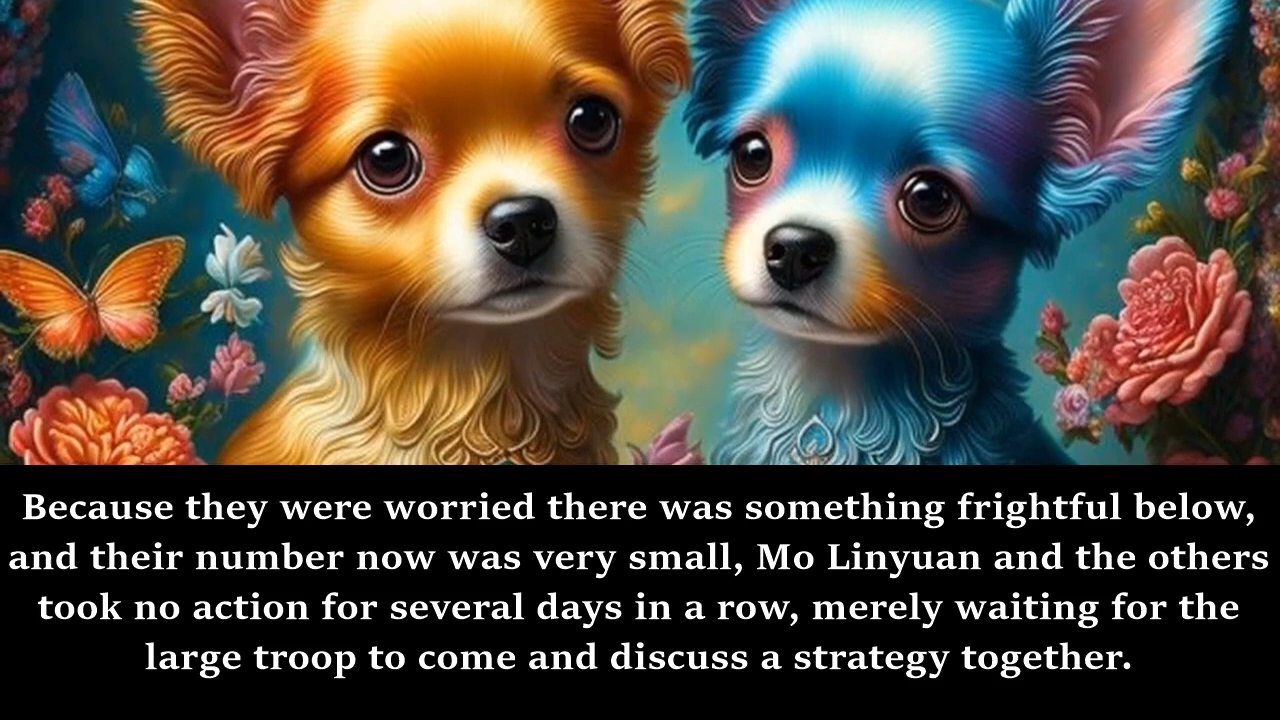 Because they were worried there was something frightful below,
and their number now was very small, Mo Linyuan and the others
took no action for several days in a row, merely waiting for the
large troop to come and discuss a strategy together.